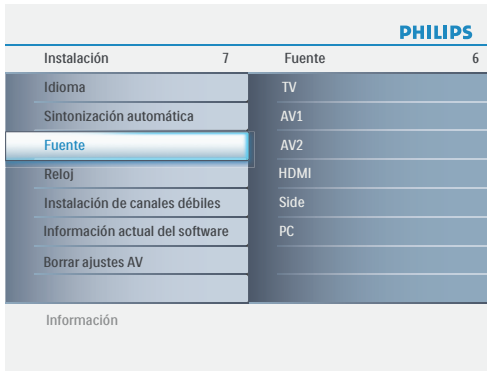 PHILIPS
Instalación 7 Fuente 6
Idioma TV
Sintonización automática AV1
Fuente AV2
Reloj HDMI
Instalación de canales débiles Side
Información actual del software PC
Borrar ajustes AV
Información